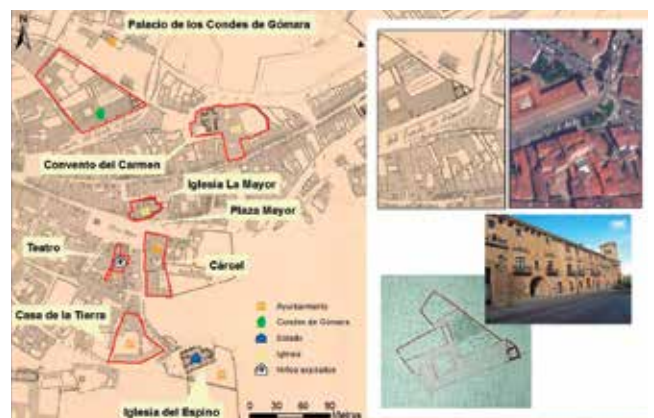 N
Palacio de los Condes de Gómara
Convento del Carmen
Iglesia La Mayor
Plaza Mayor
Teatro
Cárcel
Casa de la Tierra
Iglesia del Espino
Ayuntamiento
Condes de Gómara
Estado
Iglesia
Niños expósitos
0 30 60 90
Metros